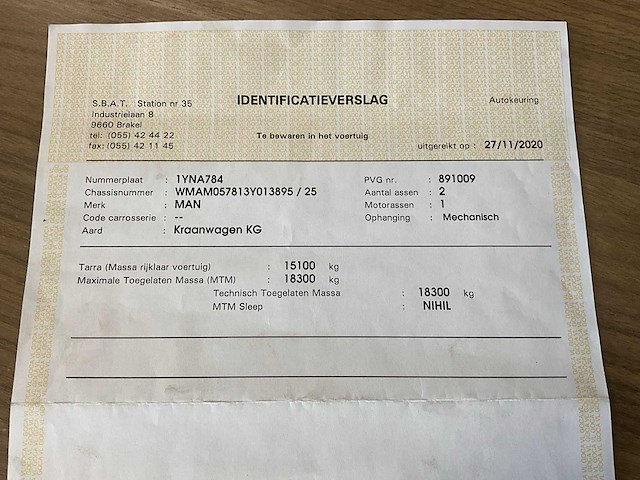 S.B.A.T. Station nr 35
IDENTIFICATIEVERSLAG
Autokeuring
Industrielaan 8
9660 Brakel
tel: (055) 42 44 22
Te bewaren in het voertuig
fax: (055) 42 11 45
uitgereikt op : 27/11/2020
Nummerplaat : 1YNA784
PVG nr. : 891009
Chassisnummer : WMAM057813Y013895 / 25
Aantal assen : 2
Merk : MAN
Motorassen : 1
Code carrosserie : --
Ophanging : Mechanisch
Aard : Kraanwagen KG
Tarra (Massa rijklaar voertuig) : 15100 kg
Maximale Toegelaten Massa (MTM) : 18300 kg
Technisch Toegelaten Massa : 18300 kg
MTM Sleep : NIHIL